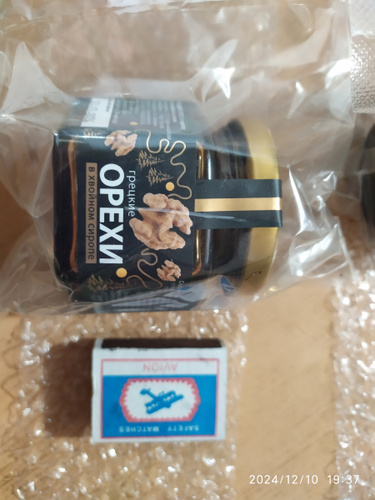 грецкие
ОРЕХИ
в хвойном сиропе
AVION
SAFETY MATCHES
2024/12/10 19:37